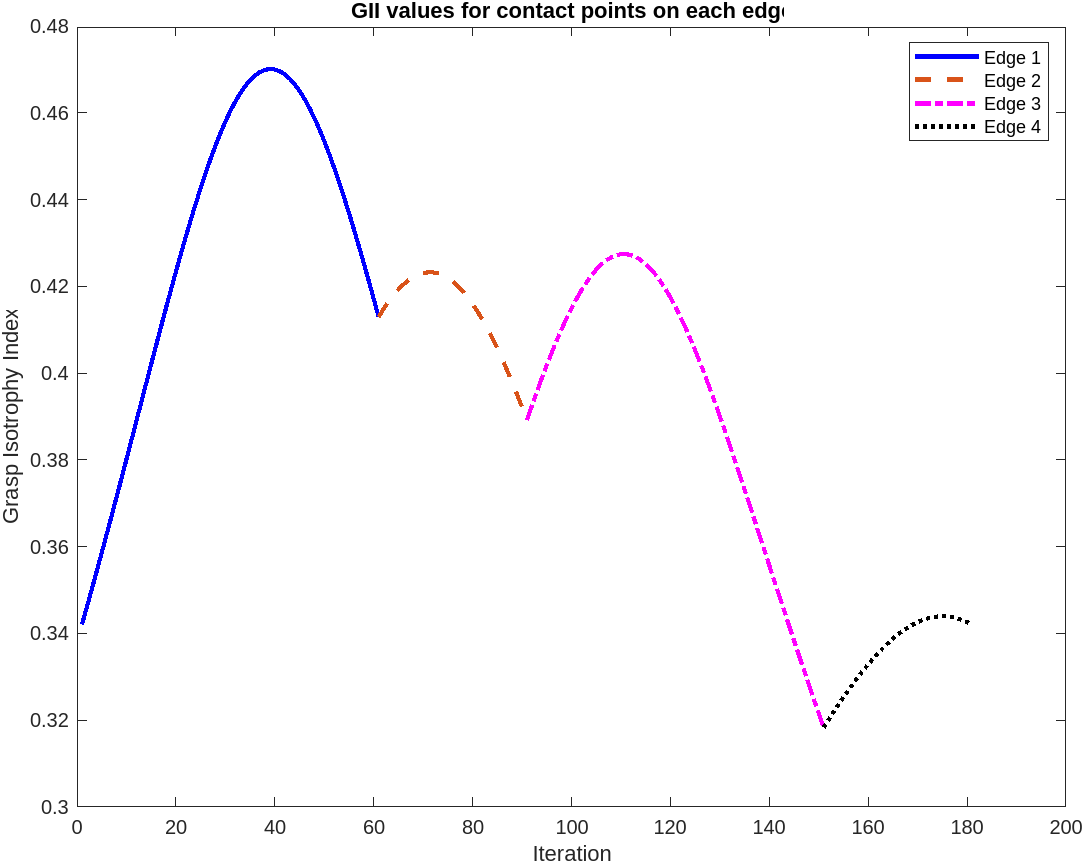 GII values for contact points on each edg
0.48
0.46
0.44
0.42
0.4
0.38
0.36
0.34
0.32
0.3
Grasp Isotrophy Index
0 20 40 60 80 100 120 140 160 180 200
Iteration
Edge 1
Edge 2
Edge 3
Edge 4